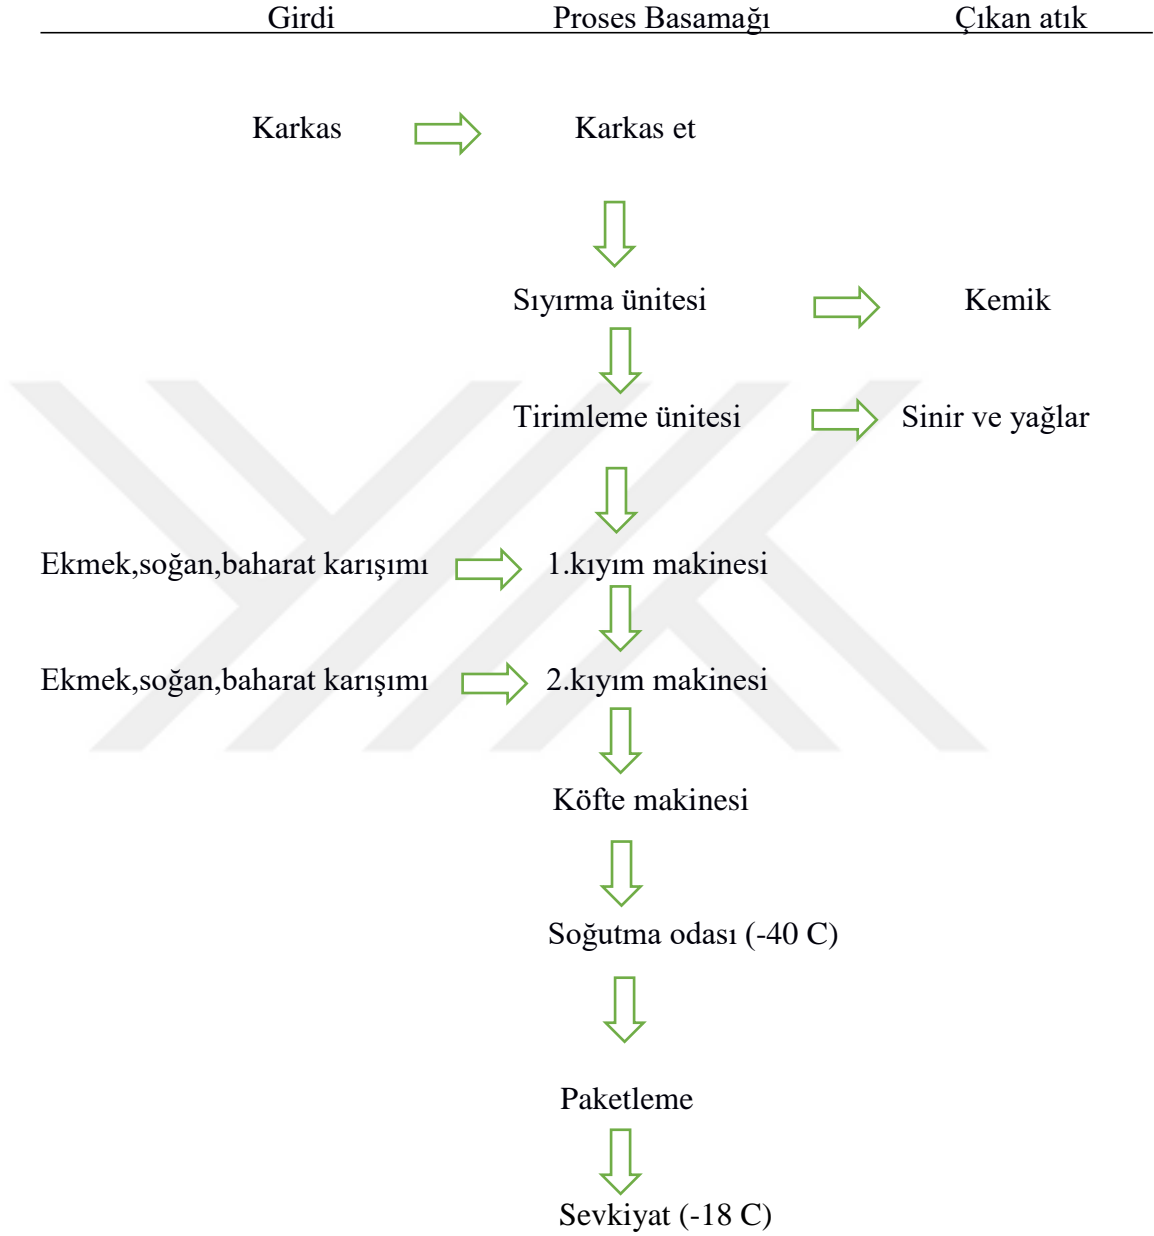 Girdi Proses Basamağı Çıkan atık
Karkas Karkas et
Sıyırma ünitesi Kemik
Tirimleme ünitesi Sinir ve yağlar
Ekmek,soğan,baharat karışımı 1.kıyım makinesi
Ekmek,soğan,baharat karışımı 2.kıyım makinesi
Köfte makinesi
Soğutma odası (-40 C)
Paketleme
Sevkiyat (-18 C)